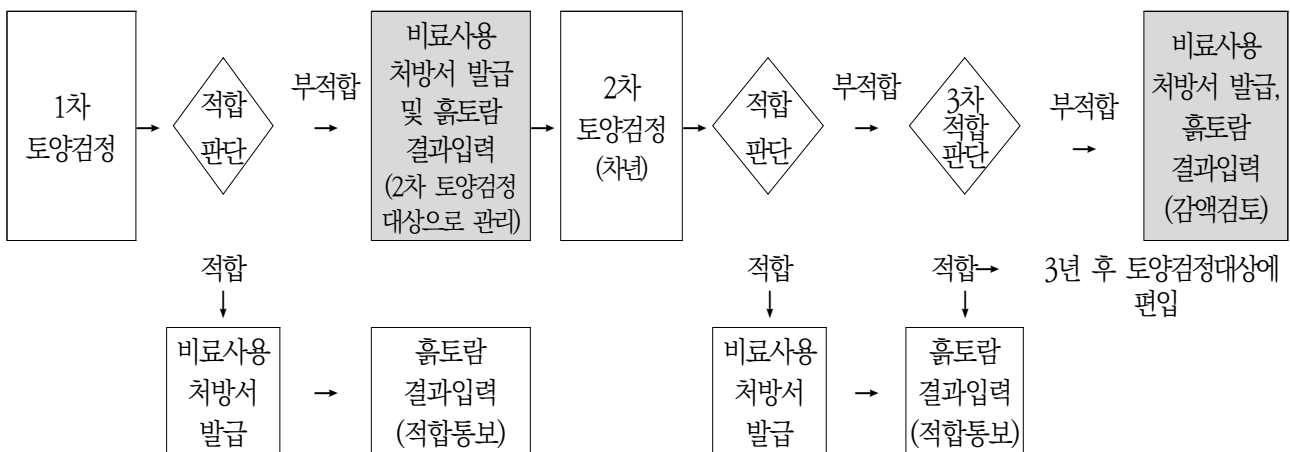 1차
토양검정
적합
판단
부적합
비료사용
처방서 발급
및 흙토람
결과입력
(2차 토양검정
대상으로 관리)
2차
토양검정
(차년)
적합
판단
부적합
3차
적합
판단
부적합
비료사용
처방서 발급,
흙토람
결과입력
(감액검토)
적합
적합
적합→ 3년 후 토양검정대상에
편입
비료사용
처방서
발급
흙토람
결과입력
(적합통보)
비료사용
처방서
발급
흙토람
결과입력
(적합통보)